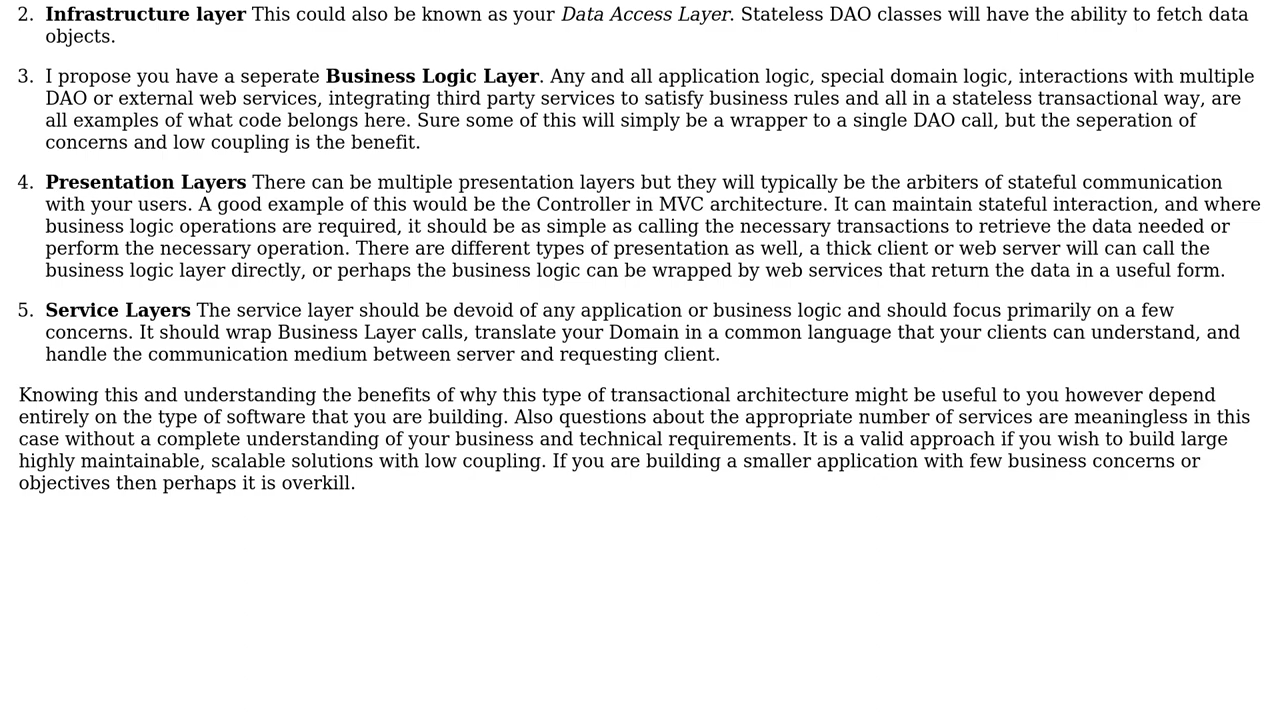 2. Infrastructure layer This could also be known as your Data Access Layer. Stateless DAO classes will have the ability to fetch data
objects.
3. I propose you have a seperate Business Logic Layer. Any and all application logic, special domain logic, interactions with multiple
DAO or external web services, integrating third party services to satisfy business rules and all in a stateless transactional way, are
all examples of what code belongs here. Sure some of this will simply be a wrapper to a single DAO call, but the seperation of
concerns and low coupling is the benefit.
4. Presentation Layers There can be multiple presentation layers but they will typically be the arbiters of stateful communication
with your users. A good example of this would be the Controller in MVC architecture. It can maintain stateful interaction, and where
business logic operations are required, it should be as simple as calling the necessary transactions to retrieve the data needed or
perform the necessary operation. There are different types of presentation as well, a thick client or web server will can call the
business logic layer directly, or perhaps the business logic can be wrapped by web services that return the data in a useful form.
5. Service Layers The service layer should be devoid of any application or business logic and should focus primarily on a few
concerns. It should wrap Business Layer calls, translate your Domain in a common language that your clients can understand, and
handle the communication medium between server and requesting client.
Knowing this and understanding the benefits of why this type of transactional architecture might be useful to you however depend
entirely on the type of software that you are building. Also questions about the appropriate number of services are meaningless in this
case without a complete understanding of your business and technical requirements. It is a valid approach if you wish to build large
highly maintainable, scalable solutions with low coupling. If you are building a smaller application with few business concerns or
objectives then perhaps it is overkill.